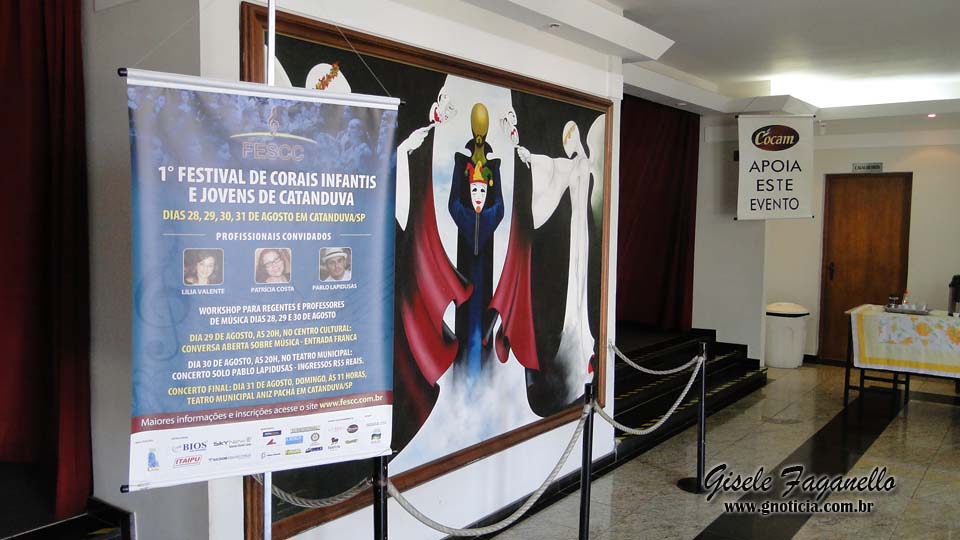 FESCC
1° FESTIVAL DE CORAIS INFANTIS
E JOVENS DE CATANDUVA
DIAS 28, 29, 30, 31 DE AGOSTO EM CATANDUVA/SP
PROFISSIONAIS CONVIDADOS
LILIA VALENTE
PATRÍCIA COSTA
PABLO LAPIDUSAS
WORKSHOP PARA REGENTES E PROFESSORES
DE MÚSICA DIAS 28, 29 E 30 DE AGOSTO
DIA 29 DE AGOSTO, AS 20H, NO CENTRO CULTURAL:
CONVERSA ABERTA SOBRE MÚSICA - ENTRADA FRANCA
DIA 30 DE AGOSTO, AS 20H, NO TEATRO MUNICIPAL:
CONCERTO SOLO PABLO LAPIDUSAS - INGRESSOS R$5 REAIS.
CONCERTO FINAL: DIA 31 DE AGOSTO, DOMINGO, ÀS 11 HORAS,
TEATRO MUNICIPAL ANIZ PACHÁ EM CATANDUVA/SP
Maiores informações e inscrições acesse o site www.fescc.com.br
BIOS
SKYNEW
ITAIPU
Cocam
APOIA
ESTE
EVENTO
Gisele Faganello
www.gnoticia.com.br